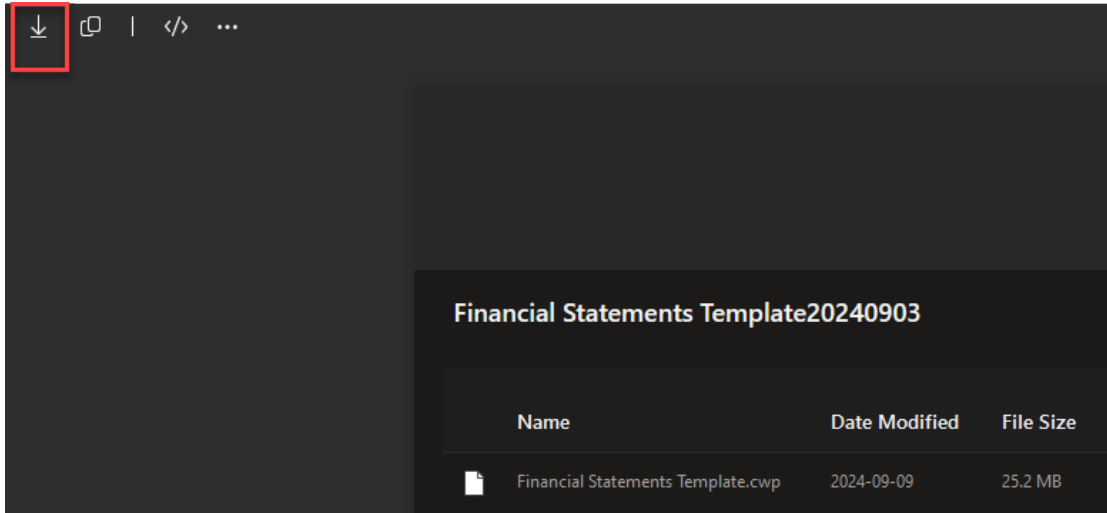 Financial Statements Template20240903
Name Date Modified File Size
Financial Statements Template.cwp 2024-09-09 25.2 MB